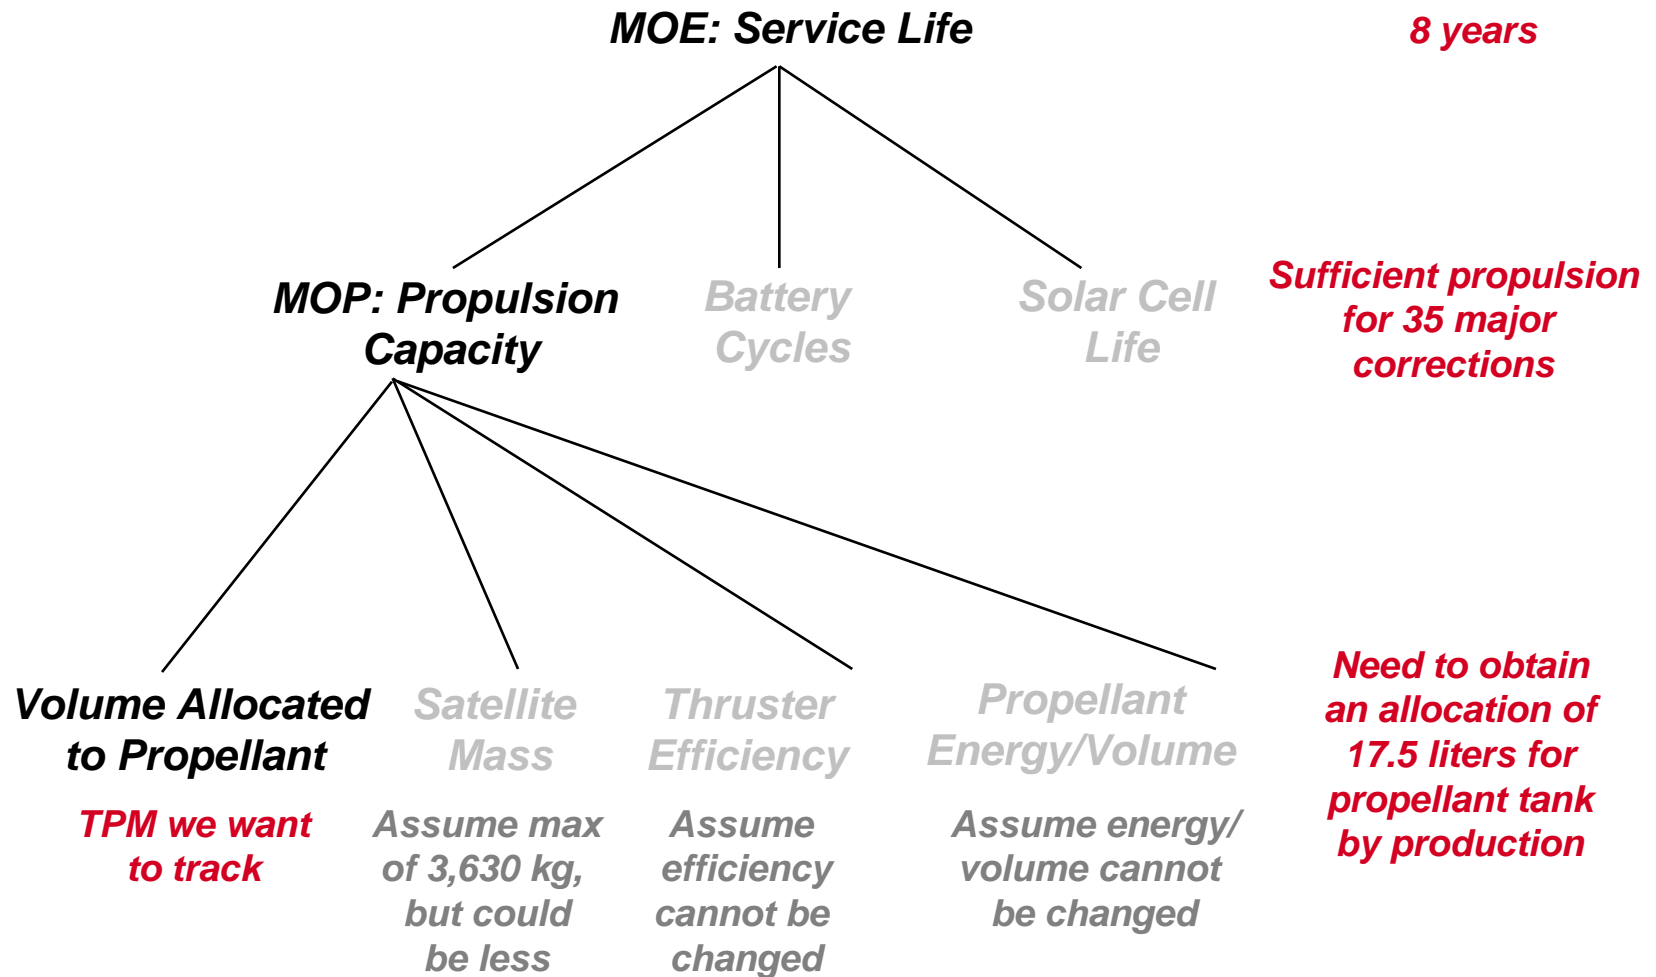 MOE: Service Life
8 years
MOP: Propulsion
Capacity
Battery
Cycles
Solar Cell
Life
Sufficient propulsion
for 35 major
corrections
Volume Allocated
to Propellant
TPM we want
to track
Satellite
Mass
Assume max
of 3,630 kg,
but could
be less
Thruster
Efficiency
Assume
efficiency
cannot be
changed
Propellant
Energy/Volume
Assume energy/
volume cannot
be changed
Need to obtain
an allocation of
17.5 liters for
propellant tank
by production